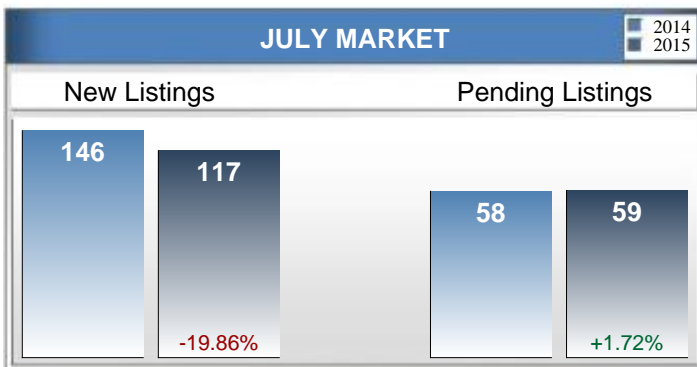 JULY MARKET
2014
2015
New Listings
Pending Listings
146
117
58
59
-19.86%
+1.72%